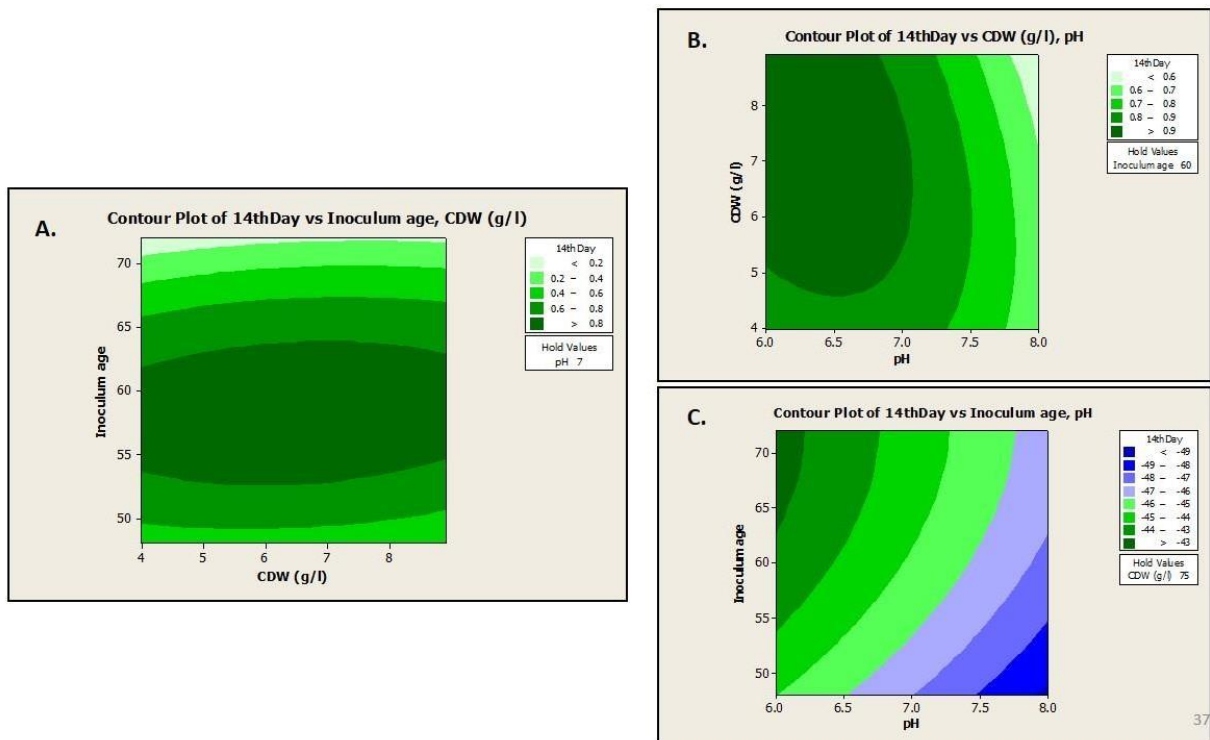 A.
Contour Plot of 14thDay vs Inoculum age, CDW (g/l)
14thDay
< 0.2
0.2 – 0.4
0.4 – 0.6
0.6 – 0.8
> 0.8
Hold Values
pH 7
Inoculum age
70
65
60
55
50
4 5 6 7 8
CDW (g/l)
B.
Contour Plot of 14thDay vs CDW (g/l), pH
14thDay
< 0.6
0.6 – 0.7
0.7 – 0.8
0.8 – 0.9
> 0.9
Hold Values
Inoculum age 60
CDW (g/l)
8
7
6
5
4
6.0 6.5 7.0 7.5 8.0
pH
C.
Contour Plot of 14thDay vs Inoculum age, pH
14thDay
< -49
-49 – -48
-48 – -47
-47 – -46
-46 – -45
-45 – -44
-44 – -43
> -43
Hold Values
CDW (g/l) 75
Inoculum age
70
65
60
55
50
6.0 6.5 7.0 7.5 8.0
pH
37